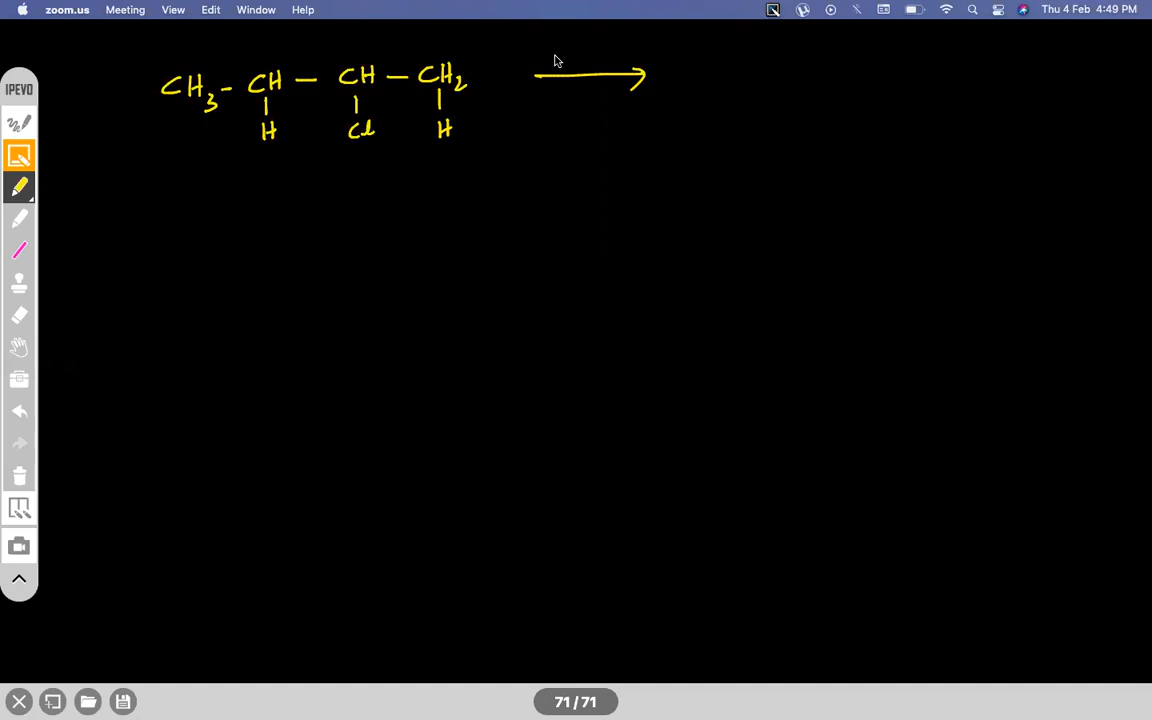 zoom.us Meeting View Edit Window Help Thu 4 Feb 4:49 PM
CH3 - CH — CH — CH2 ⟶
H Cl H
IPEVO
71/71